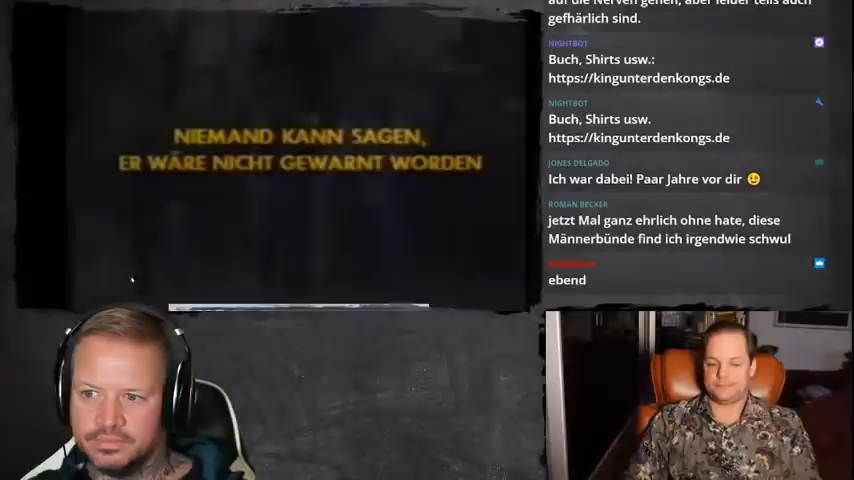 NIEMAND KANN SAGEN,
ER WÄRE NICHT GEWARNT WORDEN
auf die Nerven gehen, aber leider teils auch
gefährlich sind.
NIGHTBOT
Buch, Shirts usw.:
https://kingunterdenkongs.de
NIGHTBOT
Buch, Shirts usw.
https://kingunterdenkongs.de
JONES DELGADO
Ich war dabei! Paar Jahre vor dir 😉
ROMAN BECKER
jetzt Mal ganz ehrlich ohne hate, diese
Männerbünde find ich irgendwie schwul
ebend